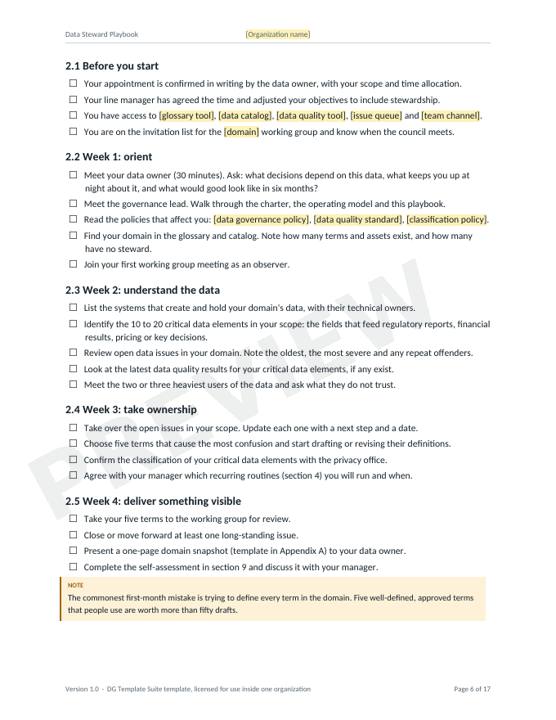 Data Steward Playbook [Organization name]
2.1 Before you start
☐ Your appointment is confirmed in writing by the data owner, with your scope and time allocation.
☐ Your line manager has agreed the time and adjusted your objectives to include stewardship.
☐ You have access to [glossary tool], [data catalog], [data quality tool], [issue queue] and [team channel].
☐ You are on the invitation list for the [domain] working group and know when the council meets.
2.2 Week 1: orient
☐ Meet your data owner (30 minutes). Ask: what decisions depend on this data, what keeps you up at
night about it, and what would good look like in six months?
☐ Meet the governance lead. Walk through the charter, the operating model and this playbook.
☐ Read the policies that affect you: [data governance policy], [data quality standard], [classification policy].
☐ Find your domain in the glossary and catalog. Note how many terms and assets exist, and how many
have no steward.
☐ Join your first working group meeting as an observer.
2.3 Week 2: understand the data
☐ List the systems that create and hold your domain's data, with their technical owners.
☐ Identify the 10 to 20 critical data elements in your scope: the fields that feed regulatory reports, financial
results, pricing or key decisions.
☐ Review open data issues in your domain. Note the oldest, the most severe and any repeat offenders.
☐ Look at the latest data quality results for your critical data elements, if any exist.
☐ Meet the two or three heaviest users of the data and ask what they do not trust.
2.4 Week 3: take ownership
☐ Take over the open issues in your scope. Update each one with a next step and a date.
☐ Choose five terms that cause the most confusion and start drafting or revising their definitions.
☐ Confirm the classification of your critical data elements with the privacy office.
☐ Agree with your manager which recurring routines (section 4) you will run and when.
2.5 Week 4: deliver something visible
☐ Take your five terms to the working group for review.
☐ Close or move forward at least one long-standing issue.
☐ Present a one-page domain snapshot (template in Appendix A) to your data owner.
☐ Complete the self-assessment in section 9 and discuss it with your manager.
NOTE
The commonest first-month mistake is trying to define every term in the domain. Five well-defined, approved terms
that people use are worth more than fifty drafts.
PREVIEW
Version 1.0 - DG Template Suite template, licensed for use inside one organization Page 6 of 17